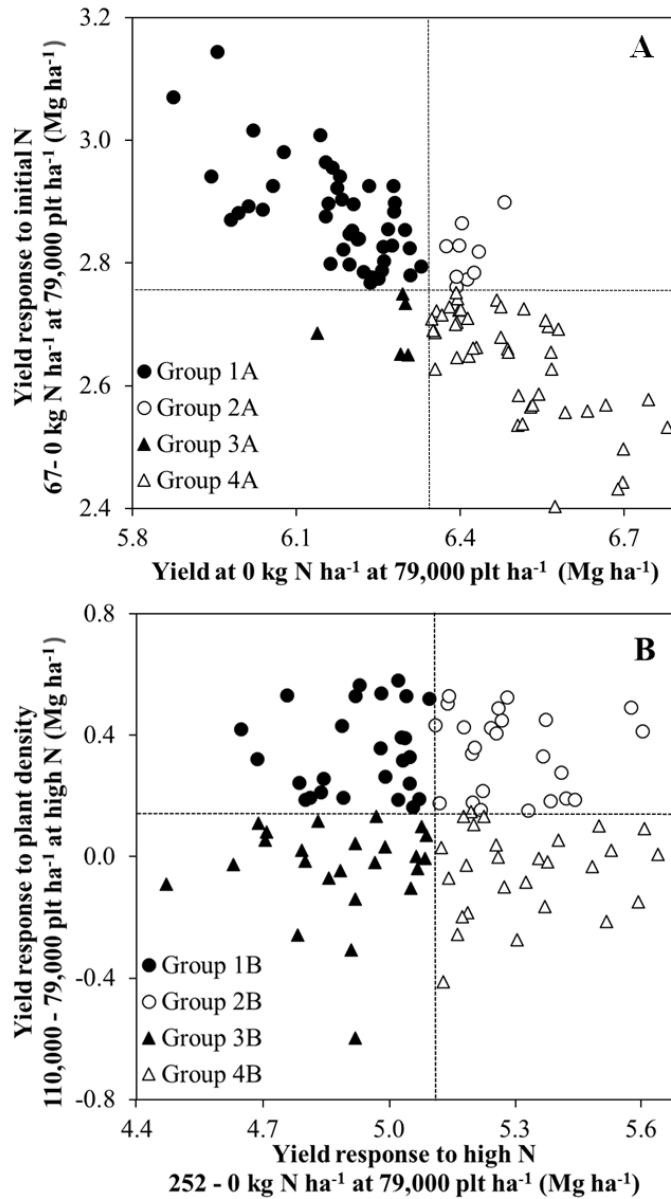 3.2
A
3.0
2.8
2.6
2.4
Yield response to initial N
67- 0 kg N ha⁻¹ at 79,000 plt ha⁻¹ (Mg ha⁻¹)
Group 1A
Group 2A
Group 3A
Group 4A
5.8 6.1 6.4 6.7
Yield at 0 kg N ha⁻¹ at 79,000 plt ha⁻¹ (Mg ha⁻¹)
0.8
B
0.4
0.0
-0.4
-0.8
Yield response to plant density
110,000 - 79,000 plt ha⁻¹ at high N (Mg ha⁻¹)
Group 1B
Group 2B
Group 3B
Group 4B
4.4 4.7 5.0 5.3 5.6
Yield response to high N
252 - 0 kg N ha⁻¹ at 79,000 plt ha⁻¹ (Mg ha⁻¹)